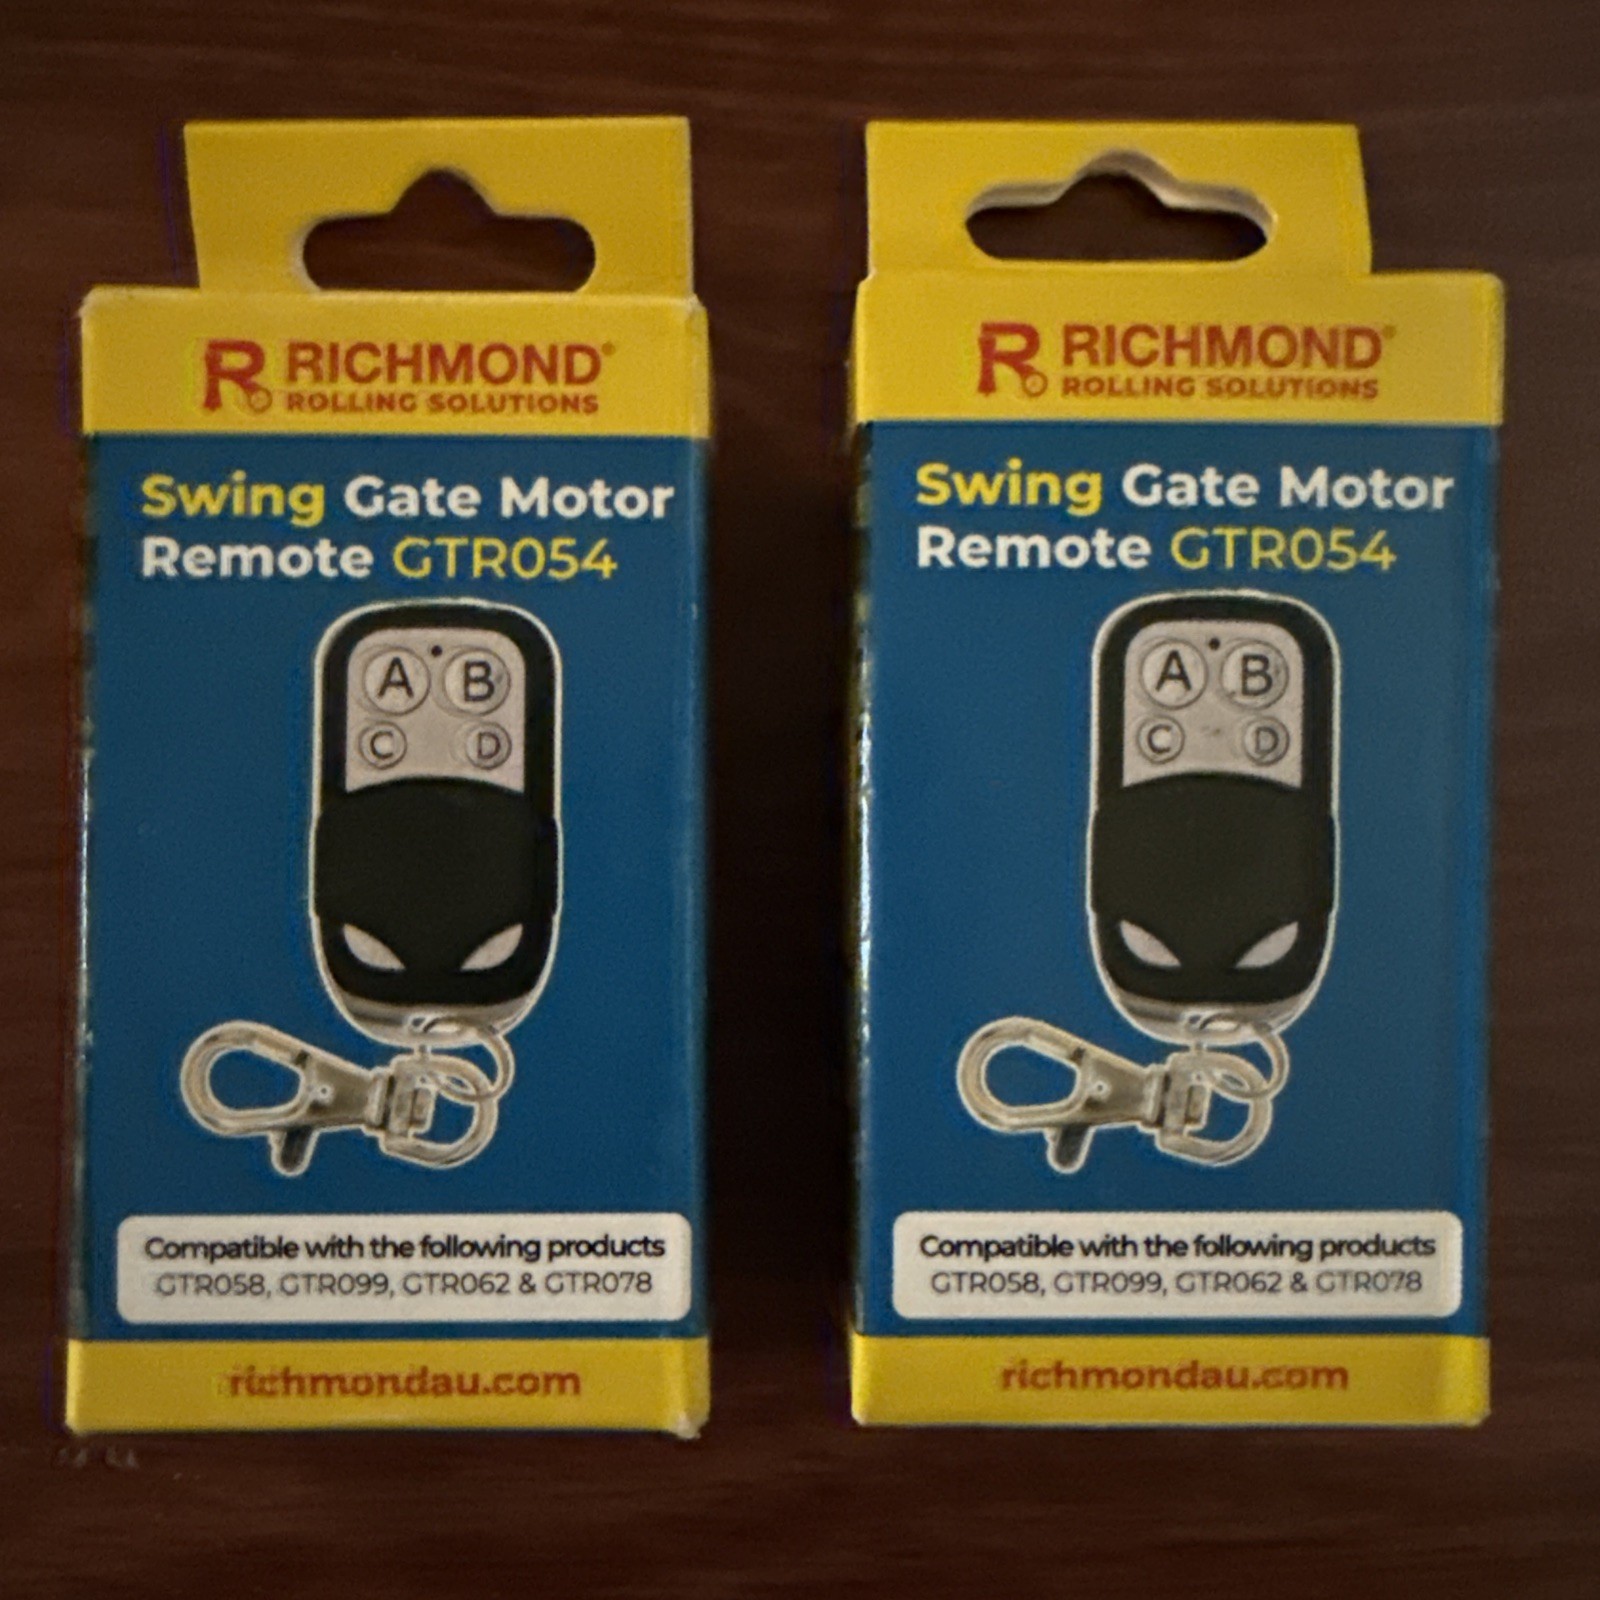 R RICHMOND®
ROLLING SOLUTIONS
Swing Gate Motor
Remote GTR054
A B
C D
Compatible with the following products
GTR058, GTR099, GTR062 & GTR078
richmondau.com
R RICHMOND®
ROLLING SOLUTIONS
Swing Gate Motor
Remote GTR054
A B
C D
Compatible with the following products
GTR058, GTR099, GTR062 & GTR078
richmondau.com